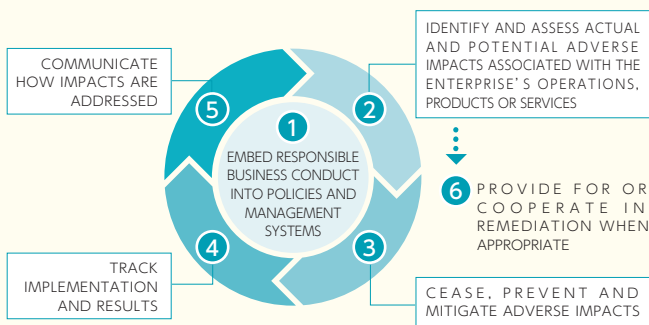 1
EMBED RESPONSIBLE
BUSINESS CONDUCT
INTO POLICIES AND
MANAGEMENT
SYSTEMS
2
IDENTIFY AND ASSESS ACTUAL
AND POTENTIAL ADVERSE
IMPACTS ASSOCIATED WITH THE
ENTERPRISE'S OPERATIONS,
PRODUCTS OR SERVICES
3
CEASE, PREVENT AND
MITIGATE ADVERSE IMPACTS
4
TRACK
IMPLEMENTATION
AND RESULTS
5
COMMUNICATE
HOW IMPACTS ARE
ADDRESSED
6
PROVIDE FOR OR
COOPERATE IN
REMEDIATION WHEN
APPROPRIATE